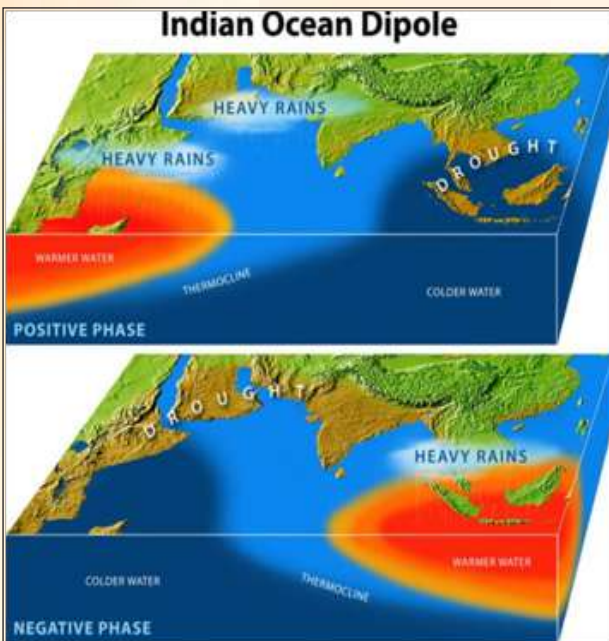 Indian Ocean Dipole
HEAVY RAINS
HEAVY RAINS
DROUGHT
WARMER WATER
THERMOCLINE
COLDER WATER
POSITIVE PHASE
DROUGHT
HEAVY RAINS
WARMER WATER
COLDER WATER
THERMOCLINE
NEGATIVE PHASE